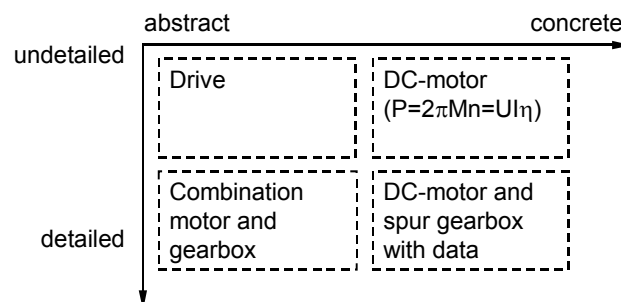 abstract
concrete
undetailed
Drive
DC-motor
(P=2πMn=UIη)
Combination
motor and
gearbox
DC-motor and
spur gearbox
with data
detailed